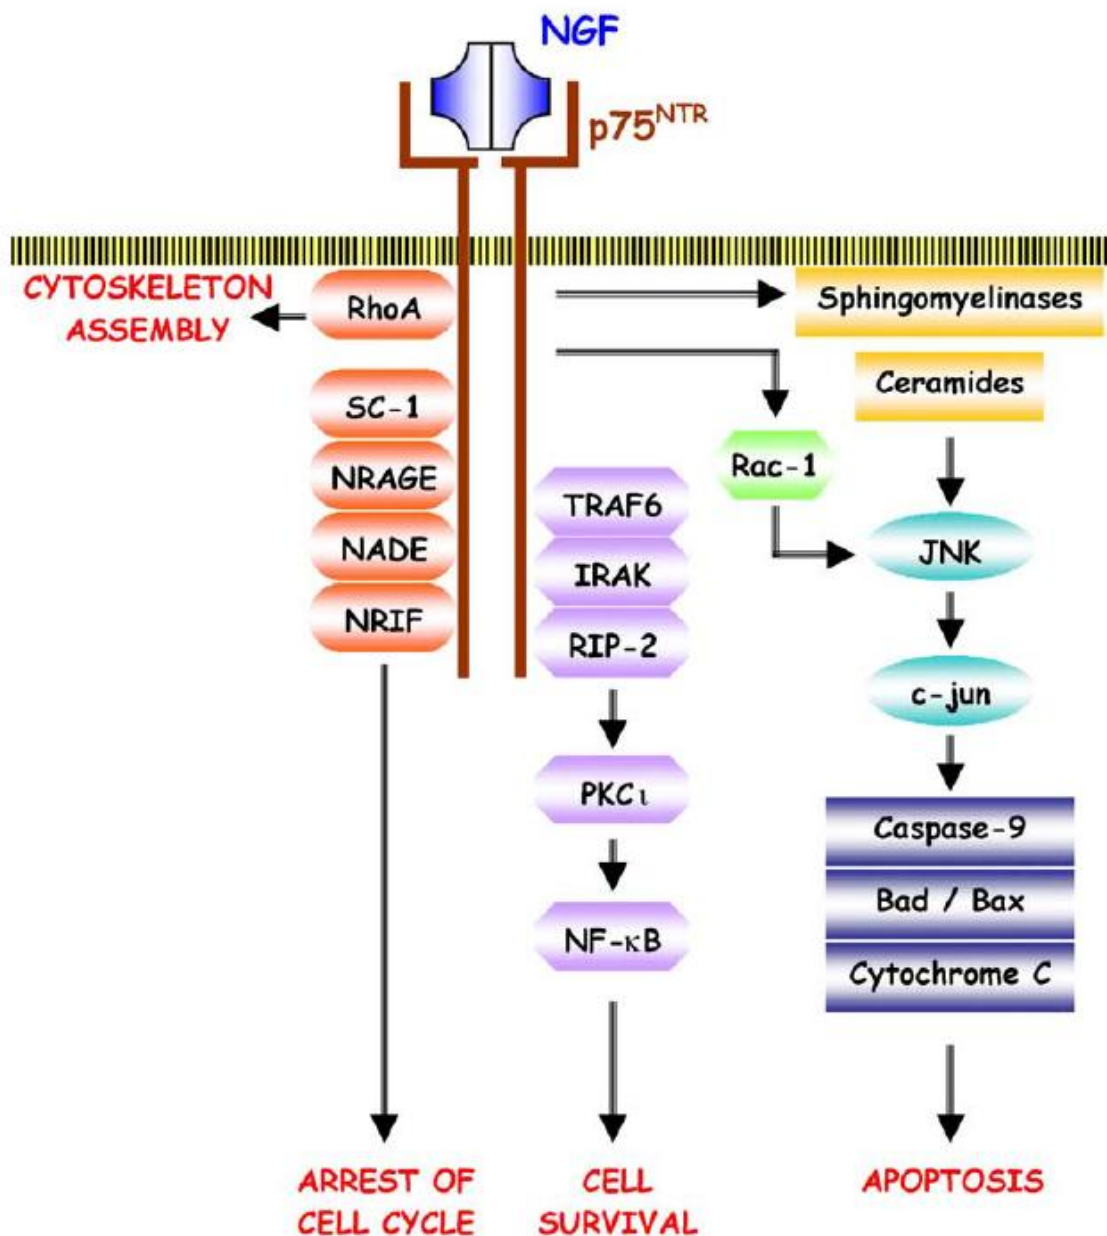 NGF
p75NTR
CYTOSKELETON
ASSEMBLY
RhoA
Sphingomyelinases
SC-1
Ceramides
NRAGE
Rac-1
TRAF6
NADE
IRAK
JNK
NRIF
RIP-2
c-jun
PKCι
Caspase-9
Bad / Bax
NF-κB
Cytochrome C
ARREST OF
CELL CYCLE
CELL
SURVIVAL
APOPTOSIS